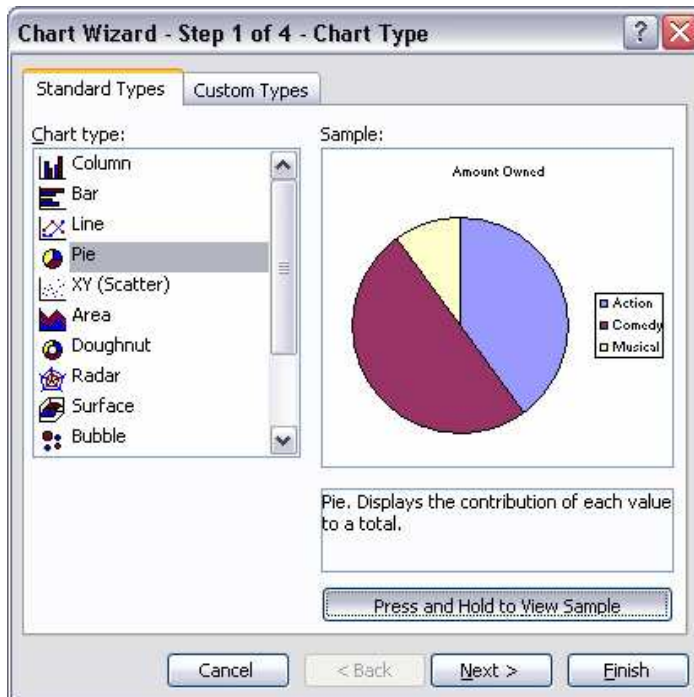 Chart Wizard - Step 1 of 4 - Chart Type
Standard Types
Custom Types
Chart type:
Column
Bar
Line
Pie
XY (Scatter)
Area
Doughnut
Radar
Surface
Bubble
Sample:
Amount Owned
Action
Comedy
Musical
Pie. Displays the contribution of each value
to a total.
Press and Hold to View Sample
Cancel
< Back
Next >
Finish